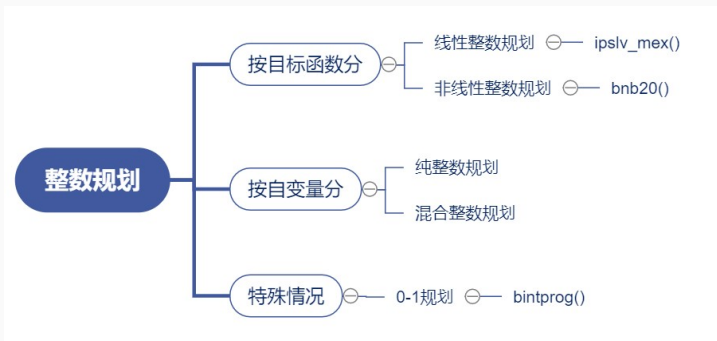 整数规划
按目标函数分
线性整数规划
ipslv_mex()
非线性整数规划
bnb20()
按自变量分
纯整数规划
混合整数规划
特殊情况
0-1规划
bintprog()